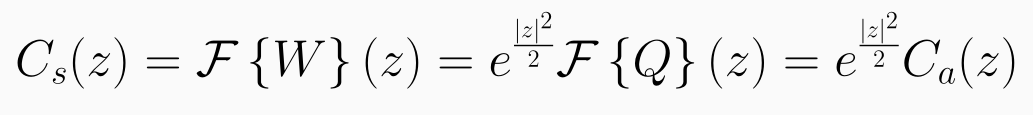 $C_s(z) = \mathcal{F}\{W\}(z) = e^{\frac{|z|^2}{2}} \mathcal{F}\{Q\}(z) = e^{\frac{|z|^2}{2}} C_a(z)$